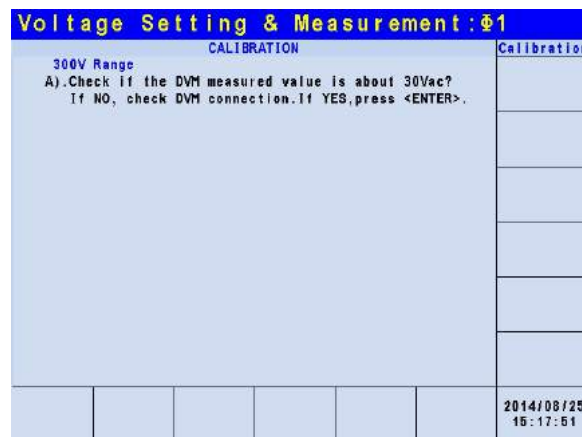 Voltage Setting & Measurement:Φ1
CALIBRATION
Calibratio
300V Range
A).Check if the DVM measured value is about 30Vac?
If NO, check DVM connection.If YES,press <ENTER>.
2014/08/25
15:17:51